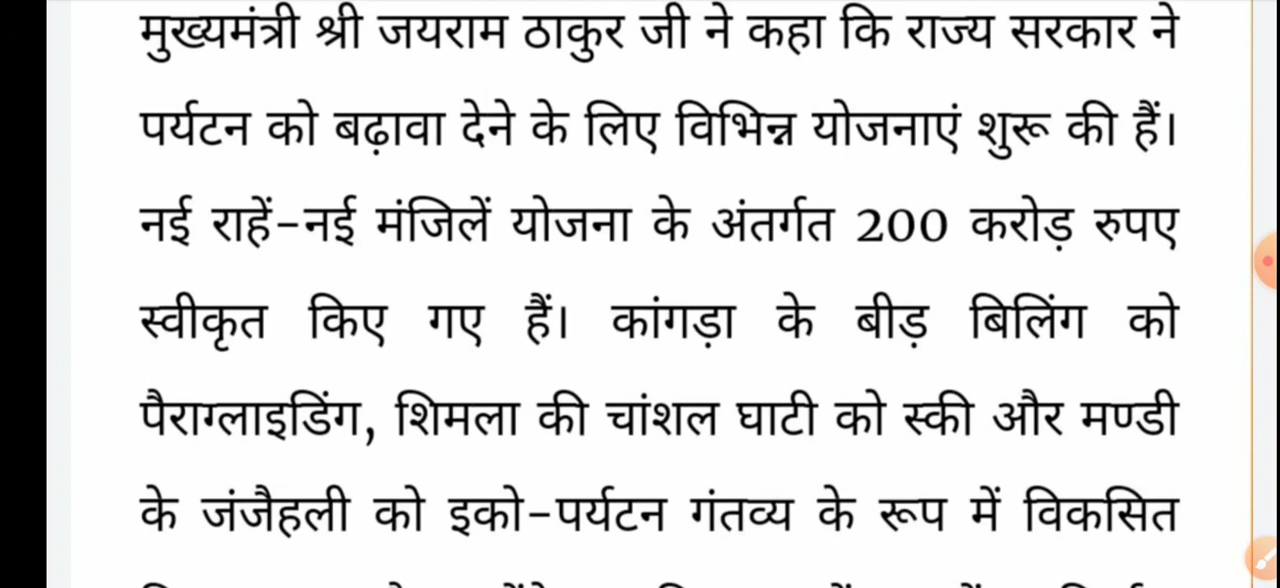 मुख्यमंत्री श्री जयराम ठाकुर जी ने कहा कि राज्य सरकार ने
पर्यटन को बढ़ावा देने के लिए विभिन्न योजनाएं शुरू की हैं।
नई राहें-नई मंजिलें योजना के अंतर्गत 200 करोड़ रुपए
स्वीकृत किए गए हैं। कांगड़ा के बीड़ बिलिंग को
पैराग्लाइडिंग, शिमला की चांशल घाटी को स्की और मण्डी
के जंजैहली को इको-पर्यटन गंतव्य के रूप में विकसित